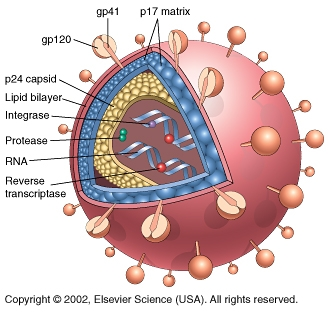 gp41
p17 matrix
gp120
p24 capsid
Lipid bilayer
Integrase
Protease
RNA
Reverse
transcriptase
Copyright © 2002, Elsevier Science (USA). All rights reserved.